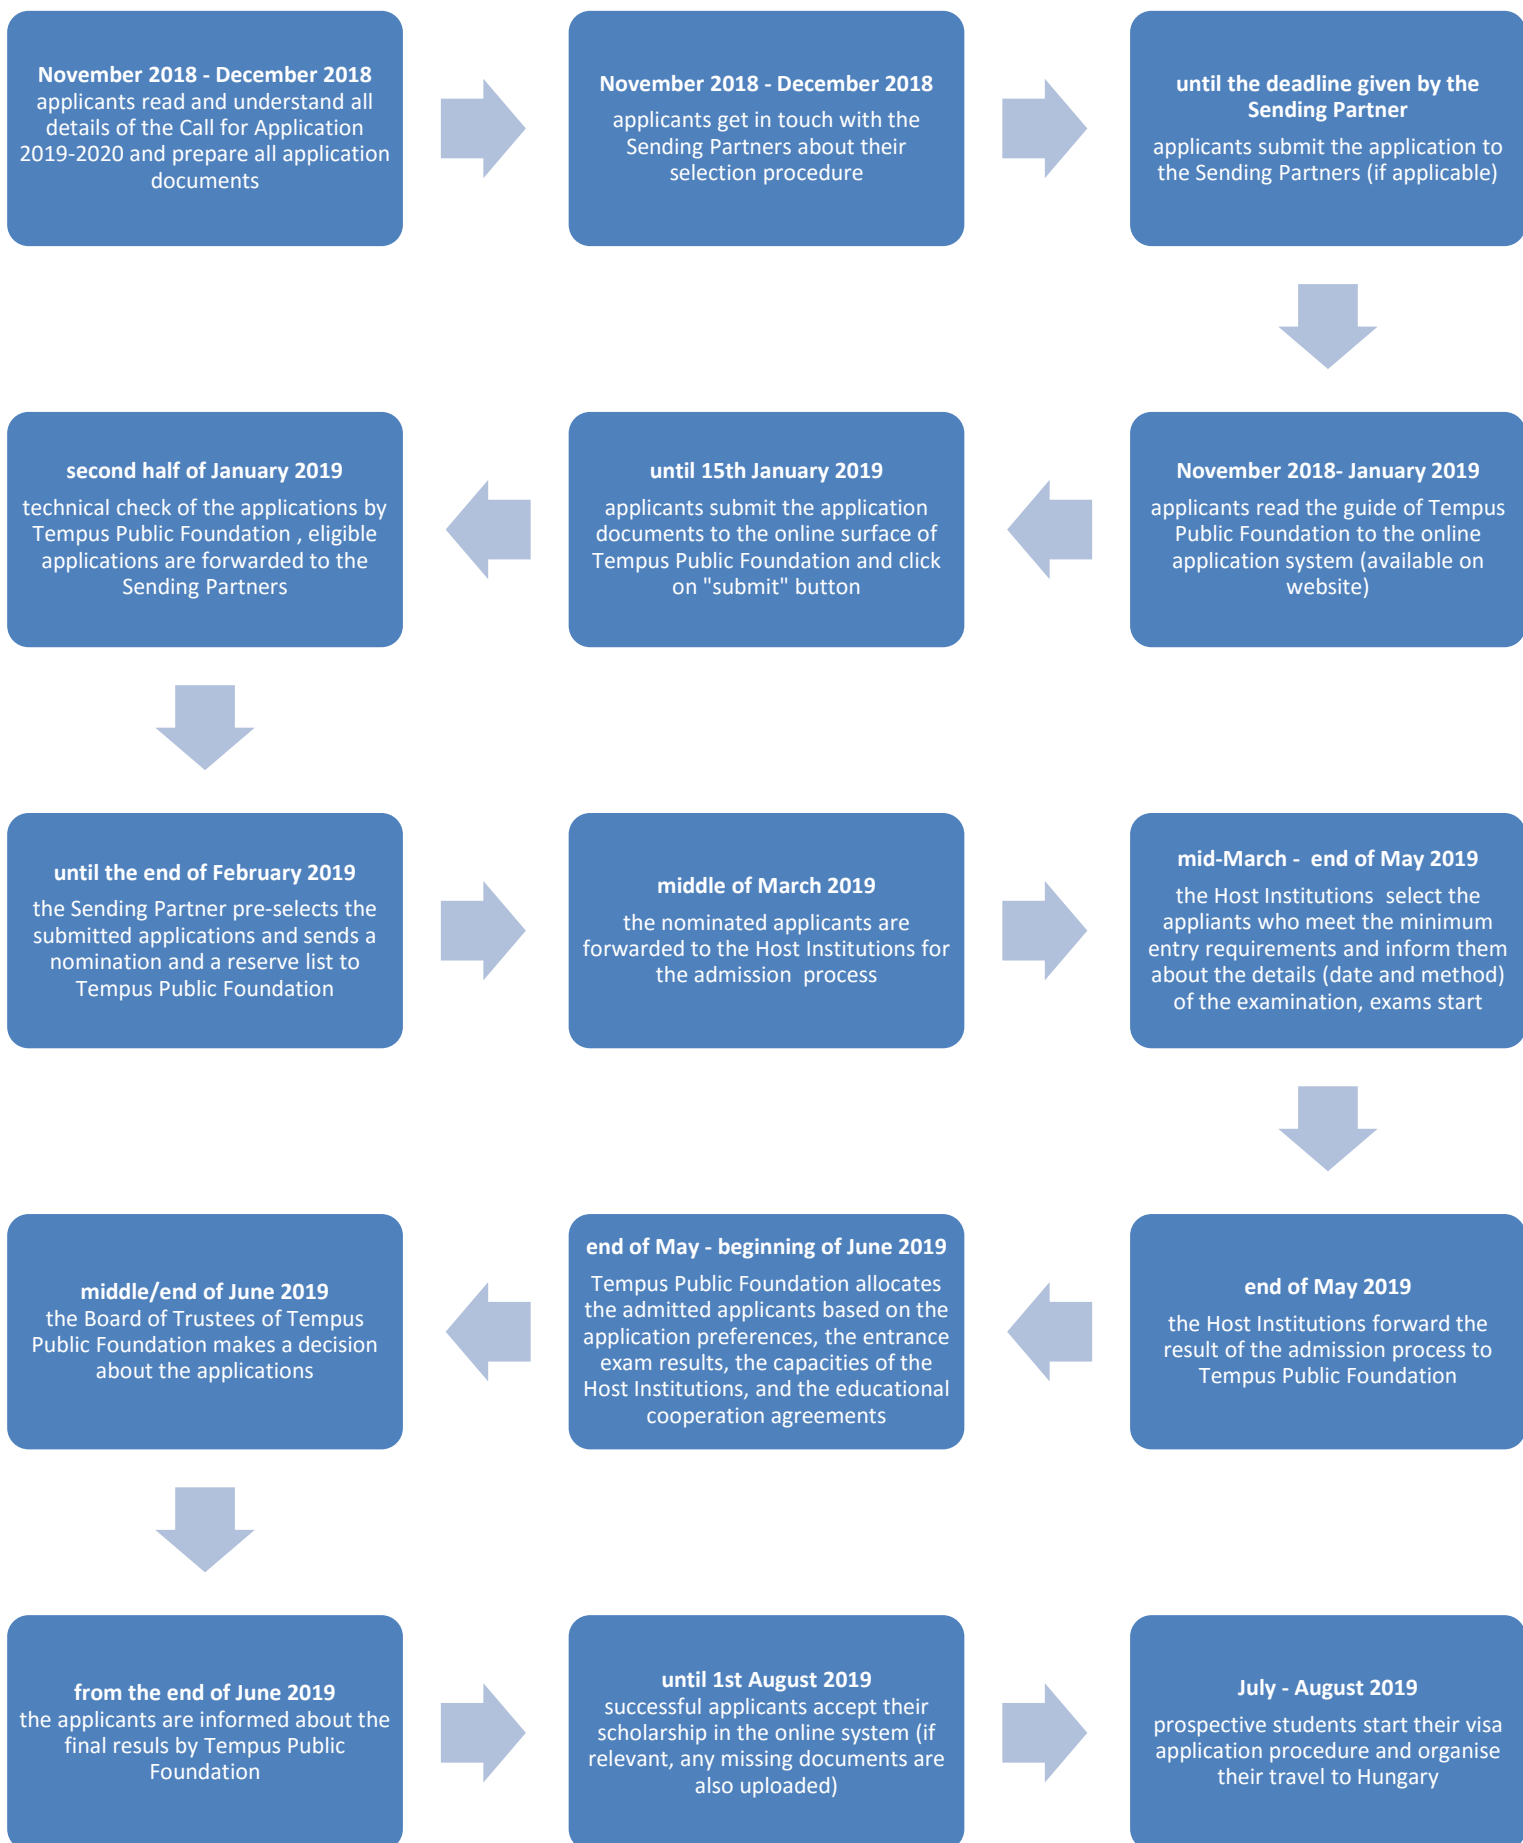 November 2018 - December 2018
applicants read and understand all
details of the Call for Application
2019-2020 and prepare all application
documents
November 2018 - December 2018
applicants get in touch with the
Sending Partners about their
selection procedure
until the deadline given by the
Sending Partner
applicants submit the application to
the Sending Partners (if applicable)
November 2018- January 2019
applicants read the guide of Tempus
Public Foundation to the online
application system (available on
website)
until 15th January 2019
applicants submit the application
documents to the online surface of
Tempus Public Foundation and click
on "submit" button
second half of January 2019
technical check of the applications by
Tempus Public Foundation , eligible
applications are forwarded to the
Sending Partners
until the end of February 2019
the Sending Partner pre-selects the
submitted applications and sends a
nomination and a reserve list to
Tempus Public Foundation
middle of March 2019
the nominated applicants are
forwarded to the Host Institutions for
the admission  process
mid-March -  end of May 2019
the Host Institutions  select the
appliants who meet the minimum
entry requirements and inform them
about the details (date and method)
of the examination, exams start
end of May 2019
the Host Institutions forward the
result of the admission process to
Tempus Public Foundation
end of May - beginning of June 2019
Tempus Public Foundation allocates
the admitted applicants based on the
application preferences, the entrance
exam results, the capacities of the
Host Institutions, and the educational
cooperation agreements
middle/end of June 2019
the Board of Trustees of Tempus
Public Foundation makes a decision
about the applications
from the end of June 2019
the applicants are informed about the
final resuls by Tempus Public
Foundation
until 1st August 2019
successful applicants accept their
scholarship in the online system (if
relevant, any missing documents are
also uploaded)
July - August 2019
prospective students start their visa
application procedure and organise
their travel to Hungary